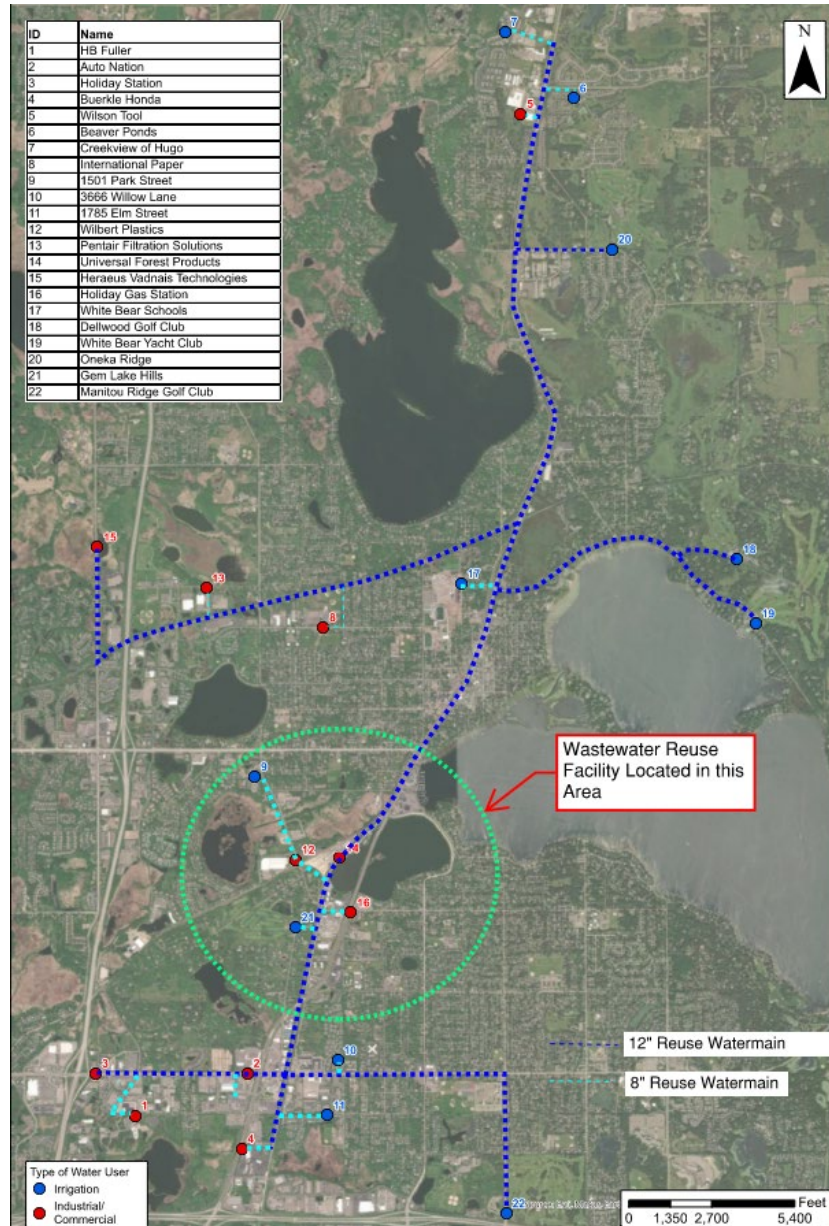 ID Name
1 HB Fuller
2 Auto Nation
3 Holiday Station
4 Buerkle Honda
5 Wilson Tool
6 Beaver Ponds
7 Creekview of Hugo
8 International Paper
9 1501 Park Street
10 3666 Willow Lane
11 1785 Elm Street
12 Wilbert Plastics
13 Pentair Filtration Solutions
14 Universal Forest Products
15 Heraeus Vadnais Technologies
16 Holiday Gas Station
17 White Bear Schools
18 Dellwood Golf Club
19 White Bear Yacht Club
20 Oneka Ridge
21 Gem Lake Hills
22 Manitou Ridge Golf Club
N
7
6
5
20
15
13
17
18
8
19
Wastewater Reuse
Facility Located in this
Area
9
12
14
16
21
12" Reuse Watermain
8" Reuse Watermain
10
3
2
1
11
4
22
Type of Water User
Irrigation
Industrial/
Commercial
Feet
0 1,350 2,700 5,400